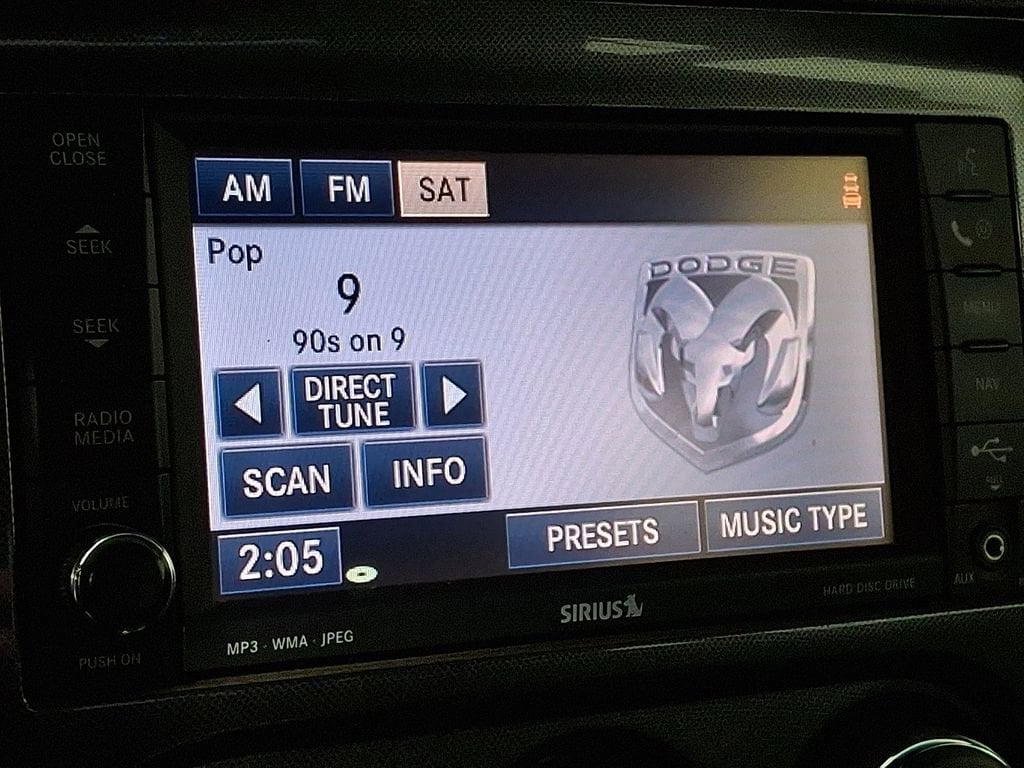 OPEN
CLOSE
SEEK
SEEK
RADIO
MEDIA
VOLUME
PUSH ON
AM FM SAT
Pop
9
90s on 9
DIRECT
TUNE
SCAN INFO
2:05
DODGE
PRESETS MUSIC TYPE
MP3 · WMA · JPEG
SIRIUS
HARD DISC DRIVE
MENU
NAV
AUX